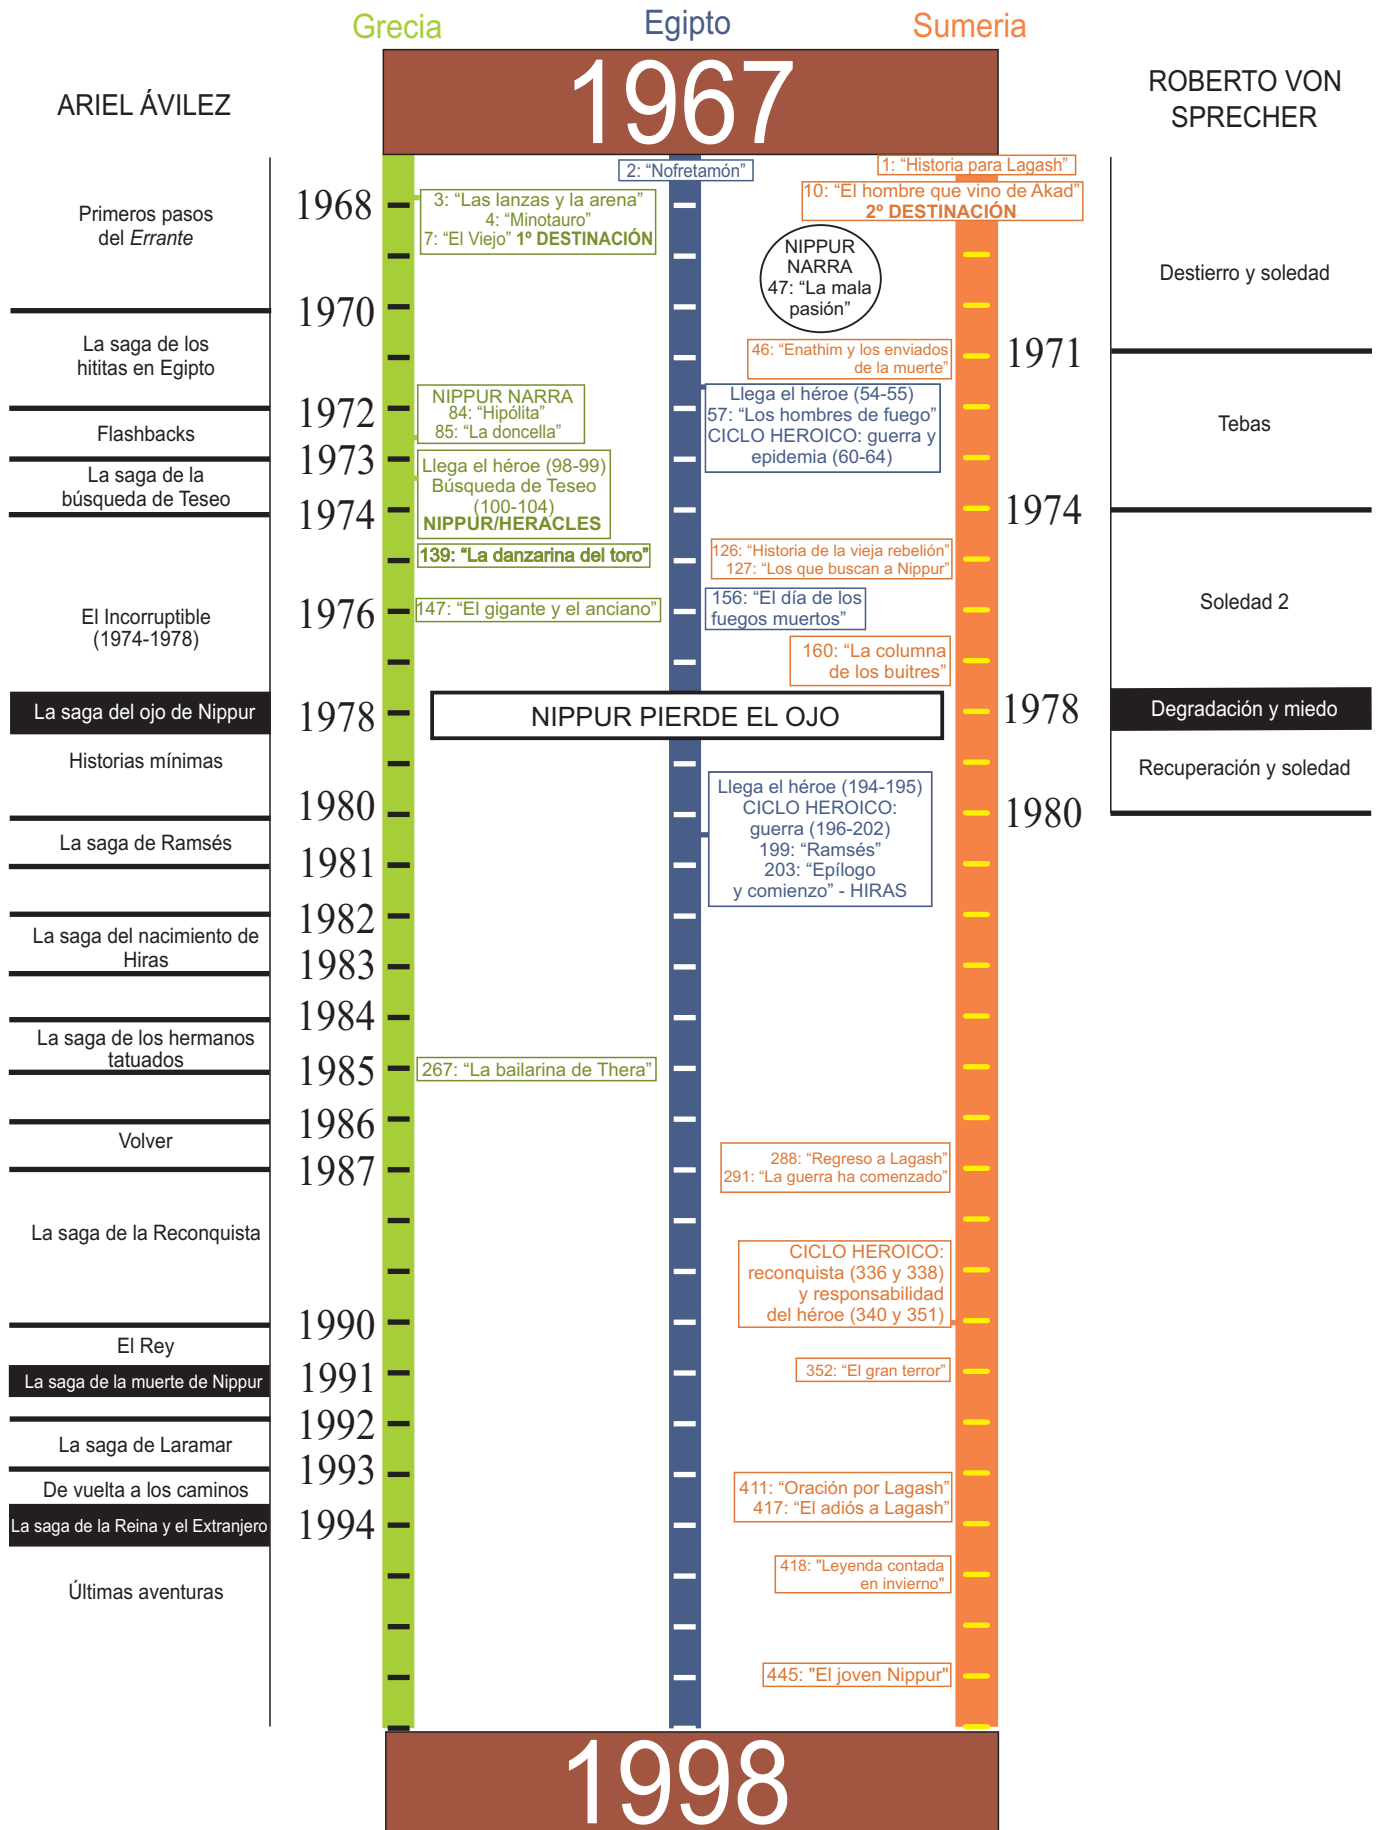 Grecia
Egipto
Sumeria
1967
ARIEL ÁVILEZ
ROBERTO VON
SPRECHER
Primeros pasos
del Errante
La saga de los
hititas en Egipto
Flashbacks
La saga de la
búsqueda de Teseo
El Incorruptible
(1974-1978)
La saga del ojo de Nippur
Historias mínimas
La saga de Ramsés
La saga del nacimiento de
Hiras
La saga de los hermanos
tatuados
Volver
La saga de la Reconquista
El Rey
La saga de la muerte de Nippur
La saga de Laramar
De vuelta a los caminos
La saga de la Reina y el Extranjero
Últimas aventuras
1968
1970
1972
1973
1974
1976
1978
1980
1981
1982
1983
1984
1985
1986
1987
1990
1991
1992
1993
1994
3: “Las lanzas y la arena”
4: “Minotauro”
7: “El Viejo” 1º DESTINACIÓN
NIPPUR NARRA
84: “Hipólita”
85: “La doncella”
Llega el héroe (98-99)
Búsqueda de Teseo
(100-104)
NIPPUR/HERACLES
139: “La danzarina del toro”
147: “El gigante y el anciano”
NIPPUR PIERDE EL OJO
267: “La bailarina de Thera”
2: “Nofretamón”
Llega el héroe (54-55)
57: “Los hombres de fuego”
CICLO HEROICO: guerra y
epidemia (60-64)
156: “El día de los
fuegos muertos”
Llega el héroe (194-195)
CICLO HEROICO:
guerra (196-202)
199: “Ramsés”
203: “Epílogo
y comienzo” - HIRAS
1: “Historia para Lagash”
10: “El hombre que vino de Akad”
2º DESTINACIÓN
NIPPUR
NARRA
47: “La mala
pasión”
46: “Enathim y los enviados
de la muerte”
126: “Historia de la vieja rebelión”
127: “Los que buscan a Nippur”
160: “La columna
de los buitres”
288: “Regreso a Lagash”
291: “La guerra ha comenzado”
CICLO HEROICO:
reconquista (336 y 338)
y responsabilidad
del héroe (340 y 351)
352: “El gran terror”
411: “Oración por Lagash”
417: “El adiós a Lagash”
418: "Leyenda contada
en invierno"
445: "El joven Nippur"
1971
1974
1978
1980
Destierro y soledad
Tebas
Soledad 2
Degradación y miedo
Recuperación y soledad
1998